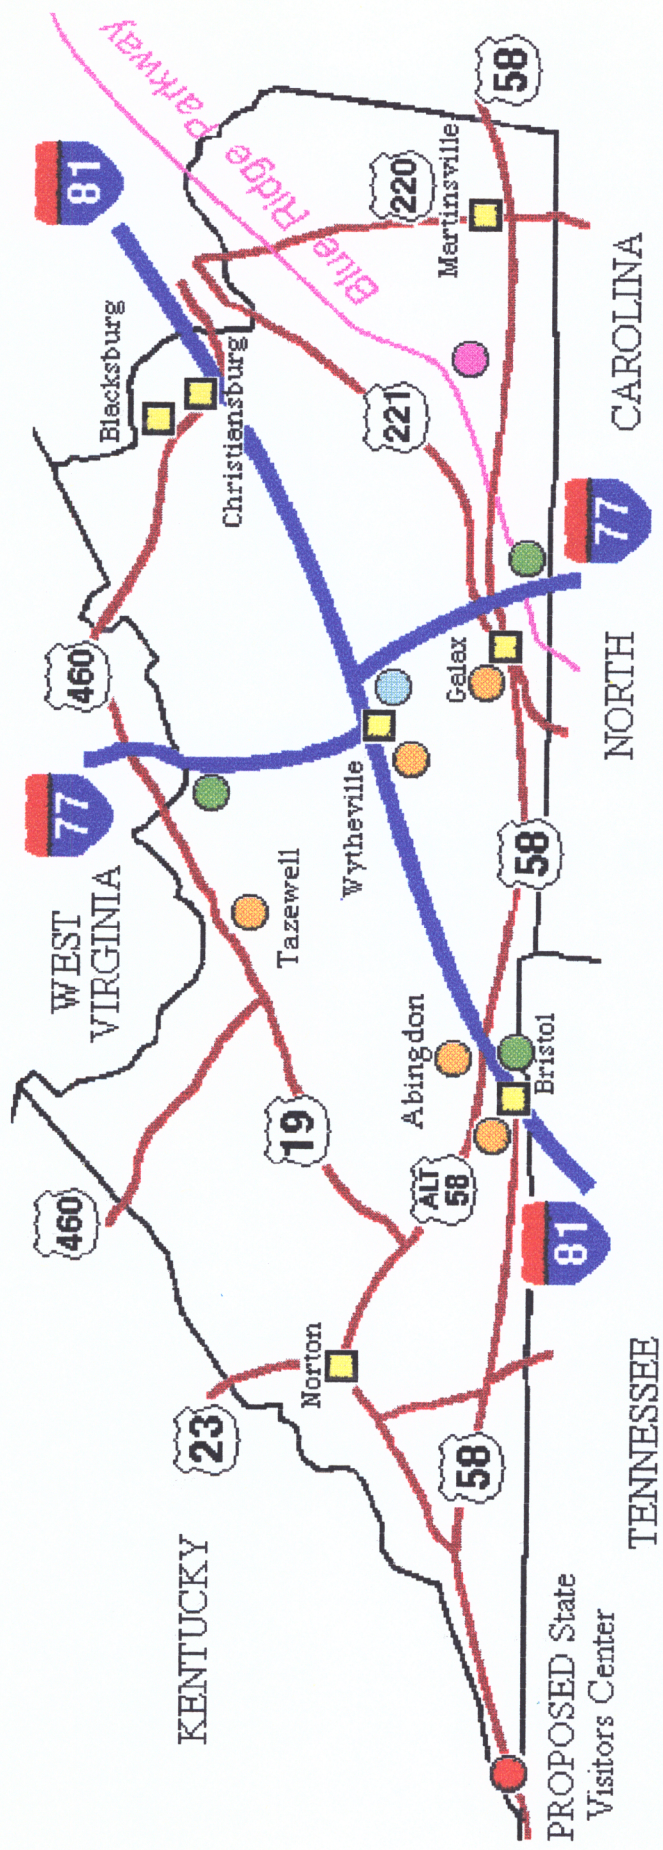 KENTUCKY
WEST
VIRGINIA
460
23
Norton
19
460
77
Tazewell
Blacksburg
Christiansburg
81
Blue Ridge Parkway
PROPOSED State
Visitors Center
58
ALT
58
Abingdon
Bristol
81
Wytheville
58
Galax
221
220
Martinsville
58
77
TENNESSEE
NORTH
CAROLINA